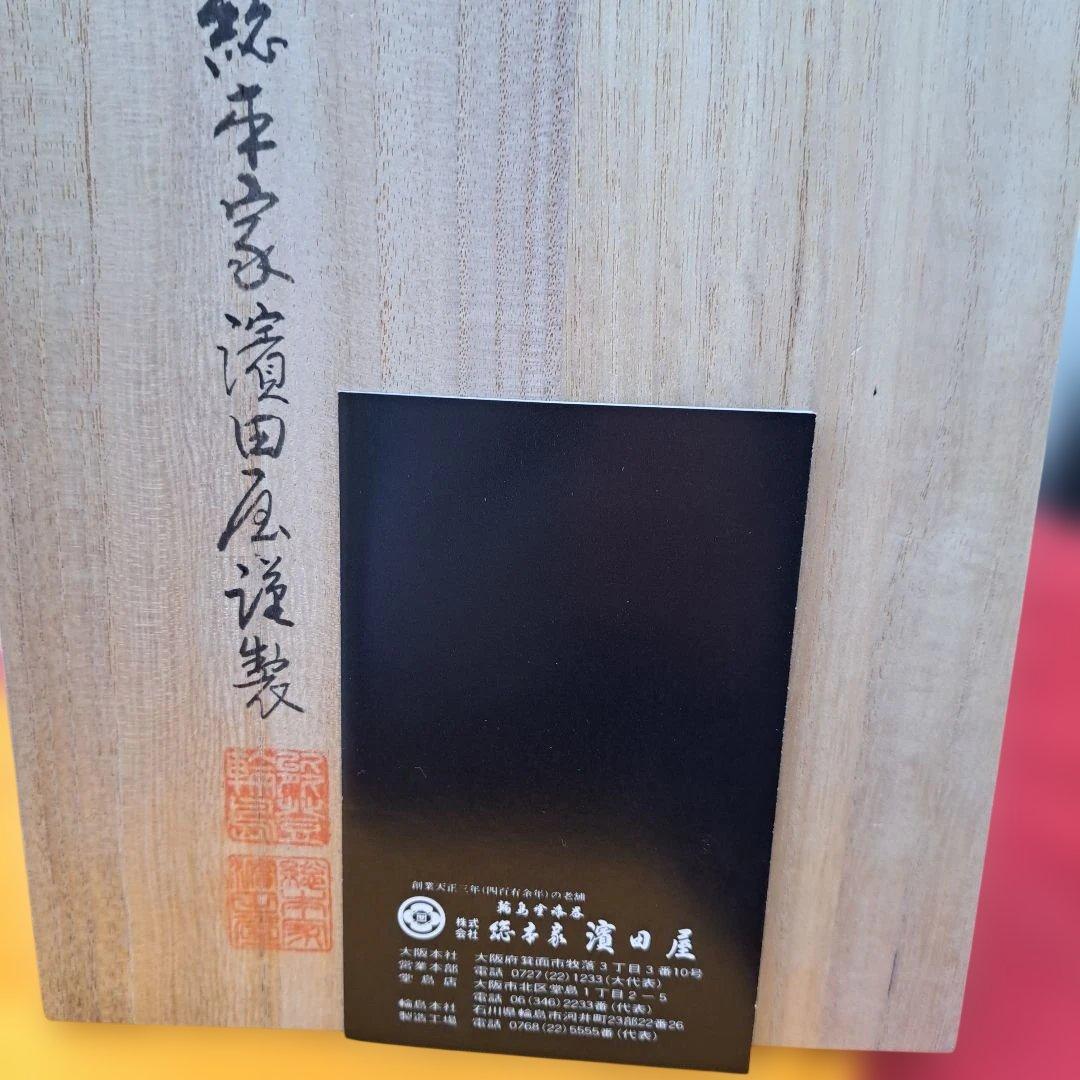 総本家濱田屋謹製
創業天正三年(四百有余年)の老舗
輪島塗漆器
株式会社 総本家 濱田屋
大阪本社 大阪府箕面市牧落3丁目3番10号
営業本部 電話 0727(22)1233(大代表)
堂島店 大阪市北区堂島1丁目2-5
電話 06(346)2233番(代表)
輪島本社 石川県輪島市河井町23部22番26
製造工場 電話 0768(22)5555番(代表)